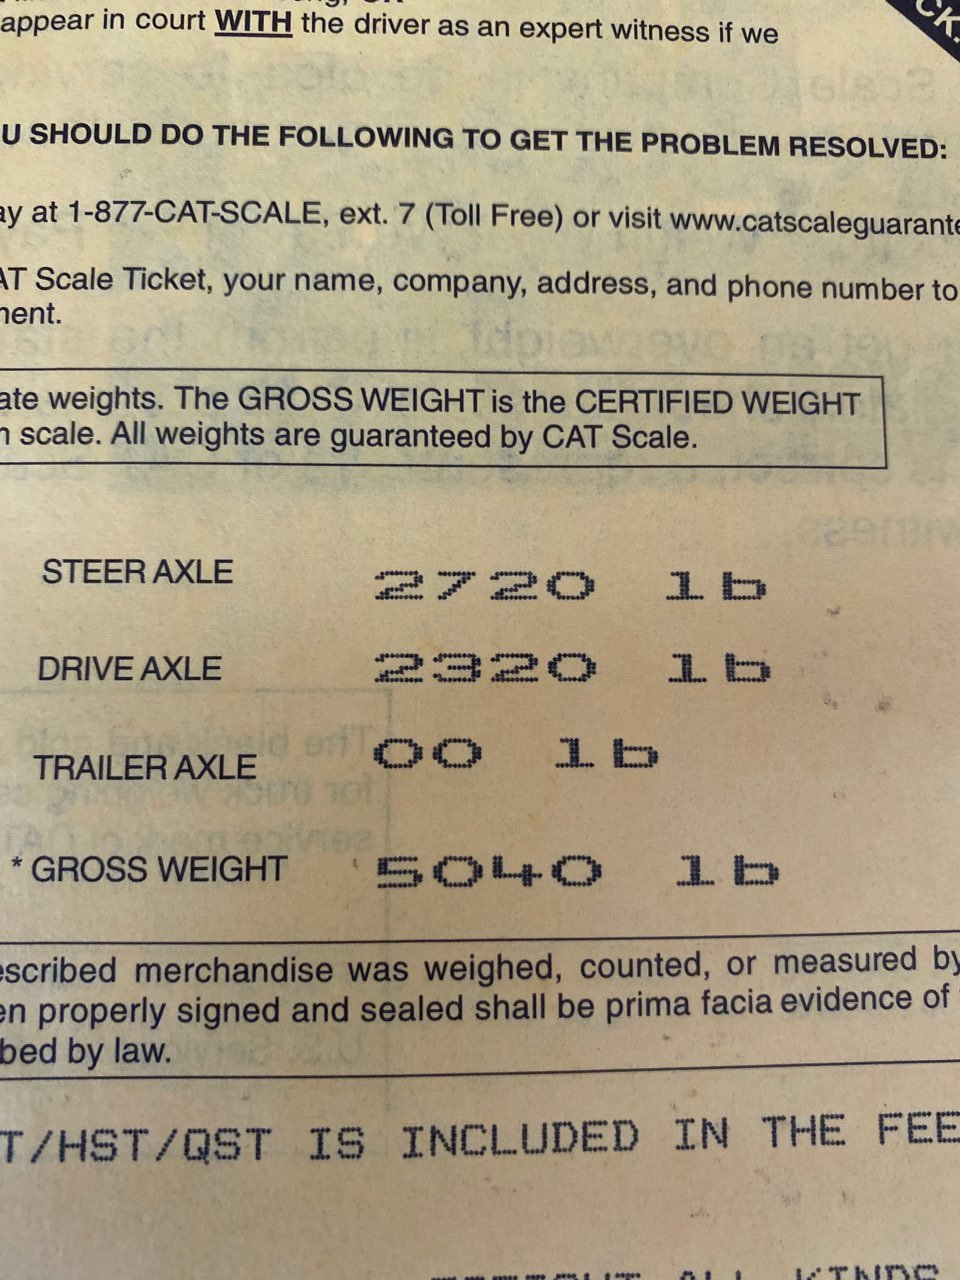 appear in court WITH the driver as an expert witness if we
CK.
U SHOULD DO THE FOLLOWING TO GET THE PROBLEM RESOLVED:
ay at 1-877-CAT-SCALE, ext. 7 (Toll Free) or visit www.catscaleguarante
AT Scale Ticket, your name, company, address, and phone number to
ment.
ate weights. The GROSS WEIGHT is the CERTIFIED WEIGHT
n scale. All weights are guaranteed by CAT Scale.
STEER AXLE 2720 lb
DRIVE AXLE 2320 lb
TRAILER AXLE 00 lb
* GROSS WEIGHT 5040 lb
escribed merchandise was weighed, counted, or measured by
en properly signed and sealed shall be prima facia evidence of
bed by law.
T/HST/QST IS INCLUDED IN THE FEE
ALL KINDS